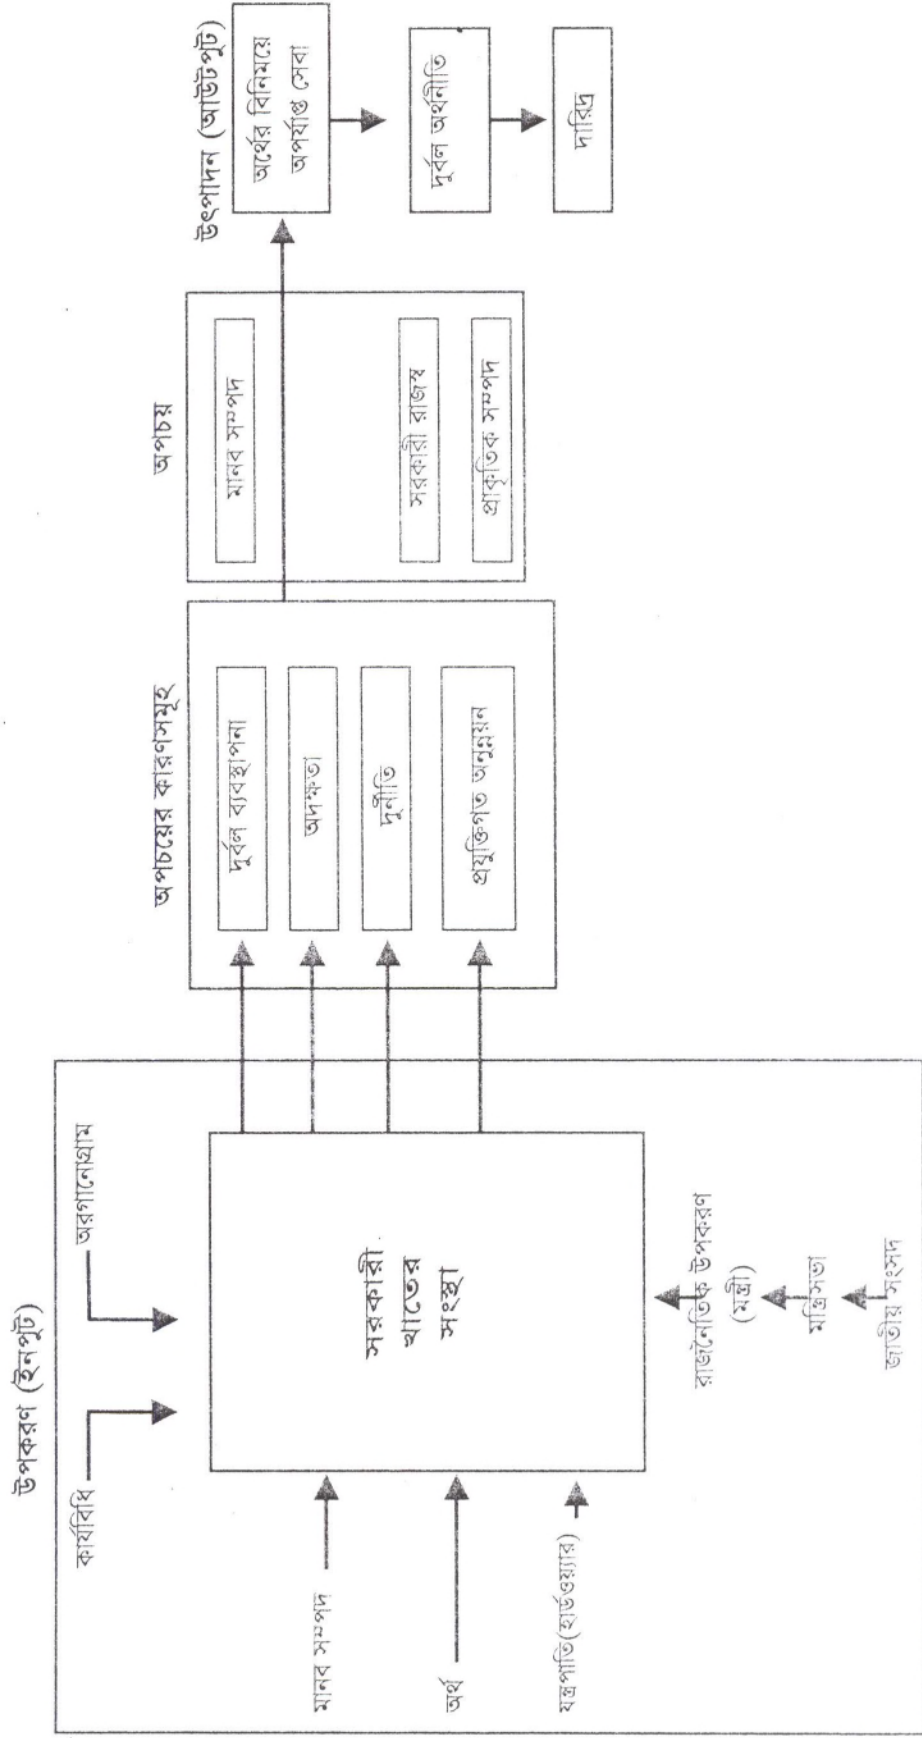 উপকরণ (ইনপুট)
কার্যবিধি
অরগানোগ্রাম
মানব সম্পদ
অর্থ
যন্ত্রপাতি(হার্ডওয়্যার)
সরকারী
খাতের
সংস্থা
রাজনৈতিক উপকরণ
(মন্ত্রী)
মন্ত্রিসভা
জাতীয় সংসদ
অপচয়ের কারণসমূহ
দুর্বল ব্যবস্থাপনা
অদক্ষতা
দুর্নীতি
প্রযুক্তিগত অনুন্নয়ন
অপচয়
মানব সম্পদ
সরকারী রাজস্ব
প্রাকৃতিক সম্পদ
উৎপাদন (আউটপুট)
অর্থের বিনিময়ে
অপর্যাপ্ত সেবা
দুর্বল অর্থনীতি
দারিদ্র